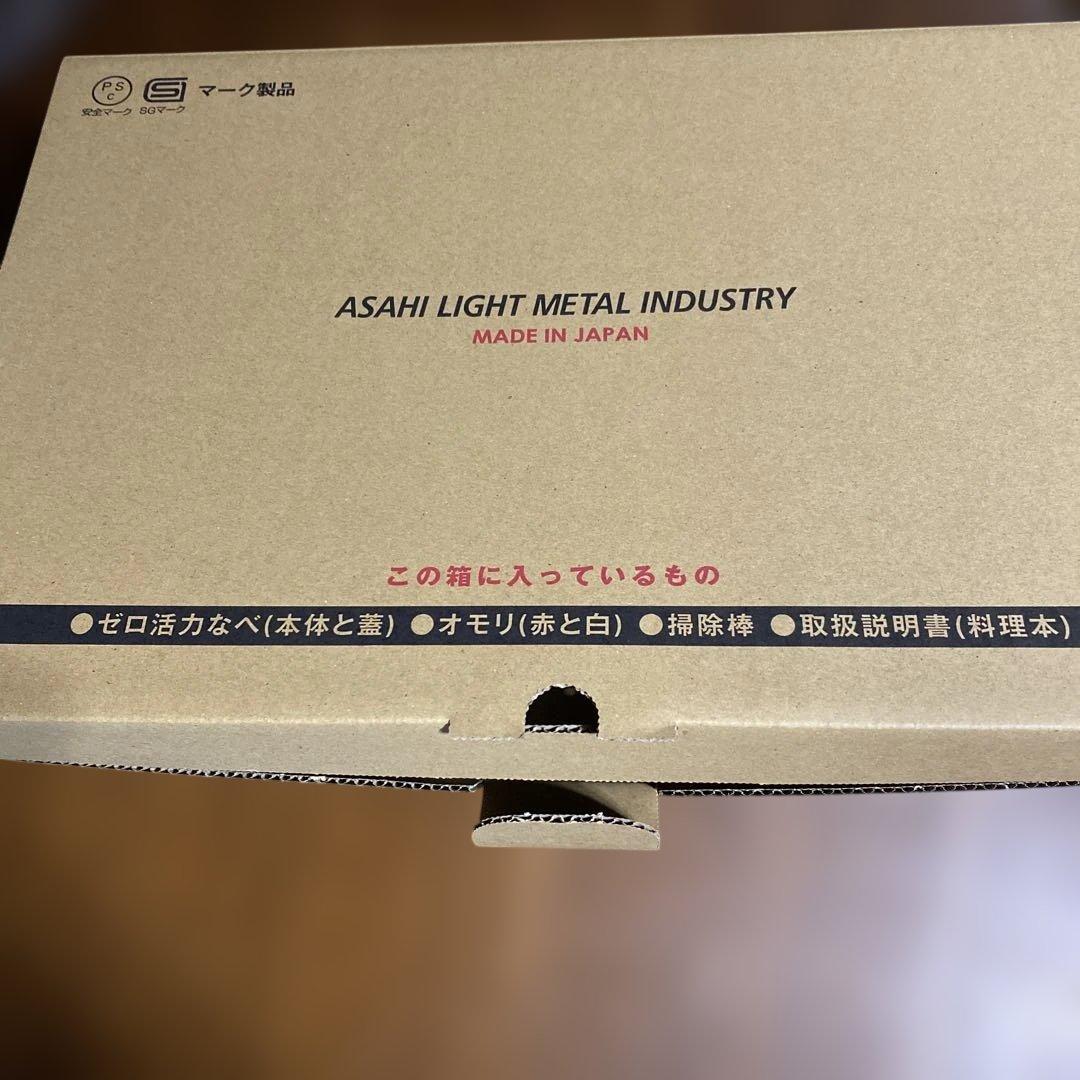 PS
C
安全マーク
SG
SGマーク
マーク製品
ASAHI LIGHT METAL INDUSTRY
MADE IN JAPAN
この箱に入っているもの
●ゼロ活力なべ(本体と蓋) ●オモリ(赤と白) ●掃除棒 ●取扱説明書(料理本)